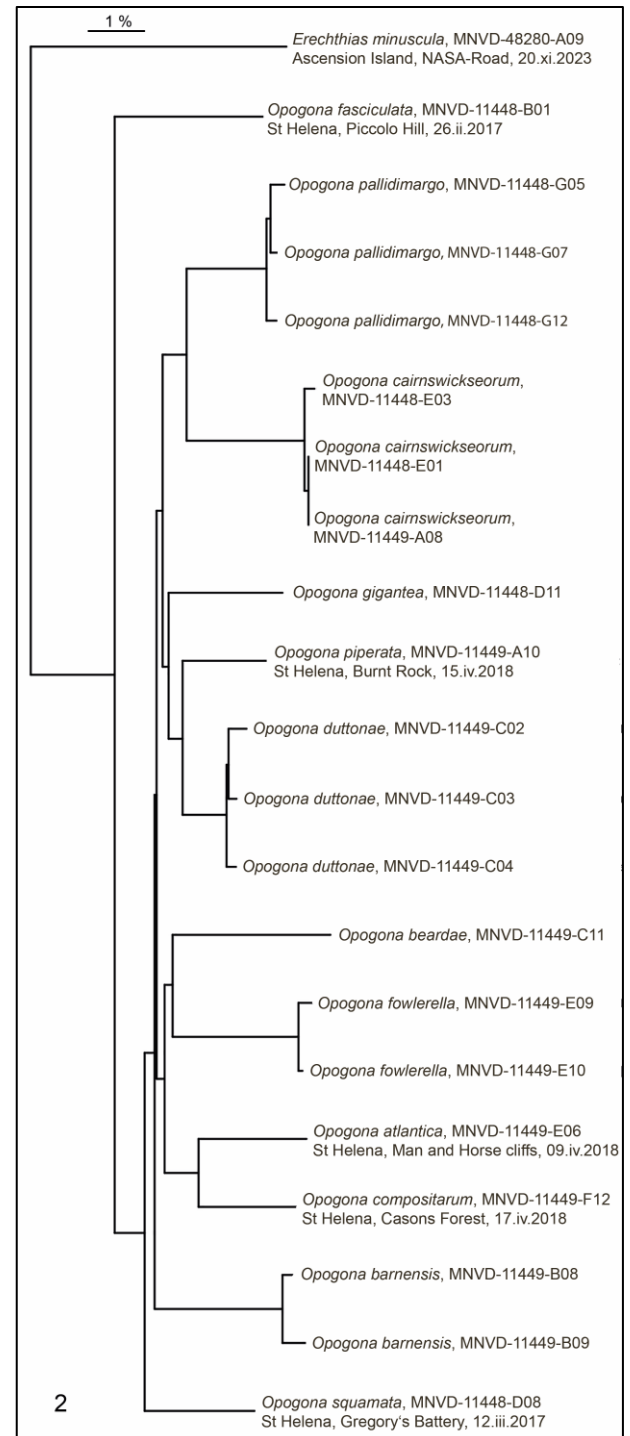 1 %
Erechthias minuscula, MNVD-48280-A09
Ascension Island, NASA-Road, 20.xi.2023
Opogona fasciculata, MNVD-11448-B01
St Helena, Piccolo Hill, 26.ii.2017
Opogona pallidimargo, MNVD-11448-G05
Opogona pallidimargo, MNVD-11448-G07
Opogona pallidimargo, MNVD-11448-G12
Opogona cairnswickseorum,
MNVD-11448-E03
Opogona cairnswickseorum,
MNVD-11448-E01
Opogona cairnswickseorum,
MNVD-11449-A08
Opogona gigantea, MNVD-11448-D11
Opogona piperata, MNVD-11449-A10
St Helena, Burnt Rock, 15.iv.2018
Opogona duttonae, MNVD-11449-C02
Opogona duttonae, MNVD-11449-C03
Opogona duttonae, MNVD-11449-C04
Opogona beardae, MNVD-11449-C11
Opogona fowlerella, MNVD-11449-E09
Opogona fowlerella, MNVD-11449-E10
Opogona atlantica, MNVD-11449-E06
St Helena, Man and Horse cliffs, 09.iv.2018
Opogona compositarum, MNVD-11449-F12
St Helena, Casons Forest, 17.iv.2018
Opogona barnensis, MNVD-11449-B08
Opogona barnensis, MNVD-11449-B09
Opogona squamata, MNVD-11448-D08
St Helena, Gregory‘s Battery, 12.iii.2017
2